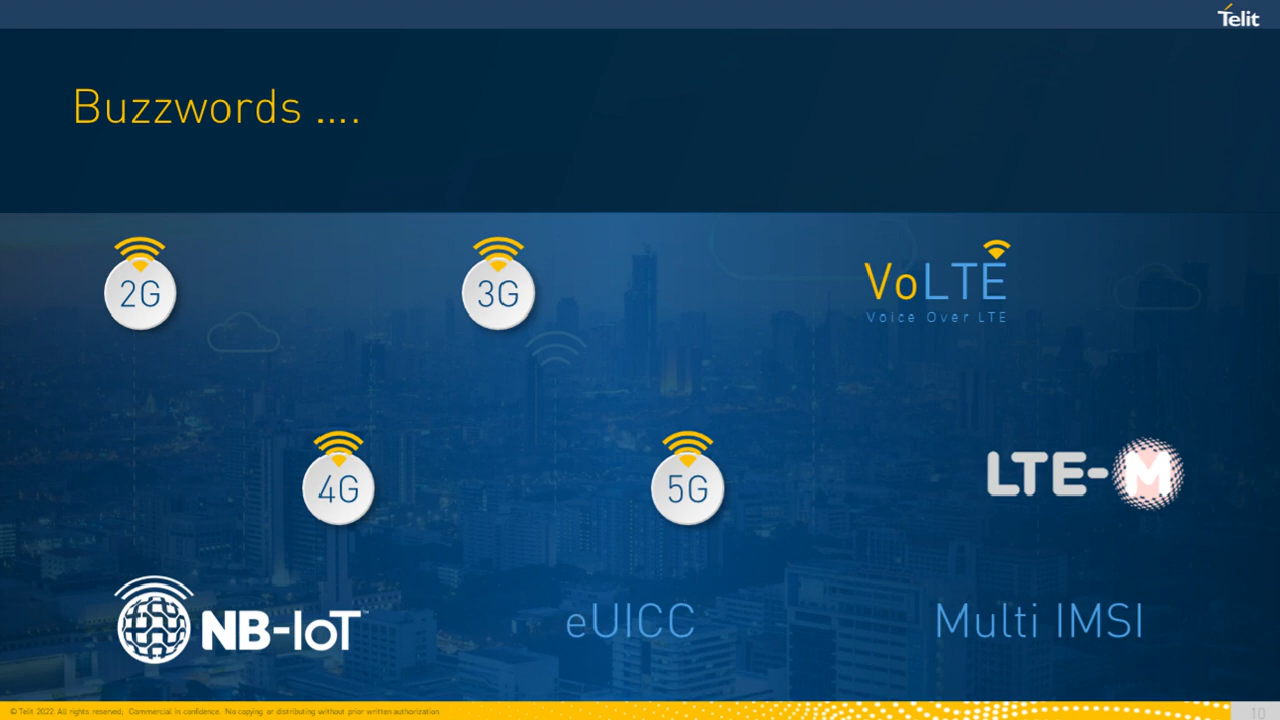 Telit
Buzzwords ....
2G
3G
VoLTE
Voice Over LTE
4G
5G
LTE-M
NB-IoT™
eUICC
Multi IMSI
© Telit 2022. All rights reserved, Commercial in confidence. No copying or distributing without prior written authorization
10